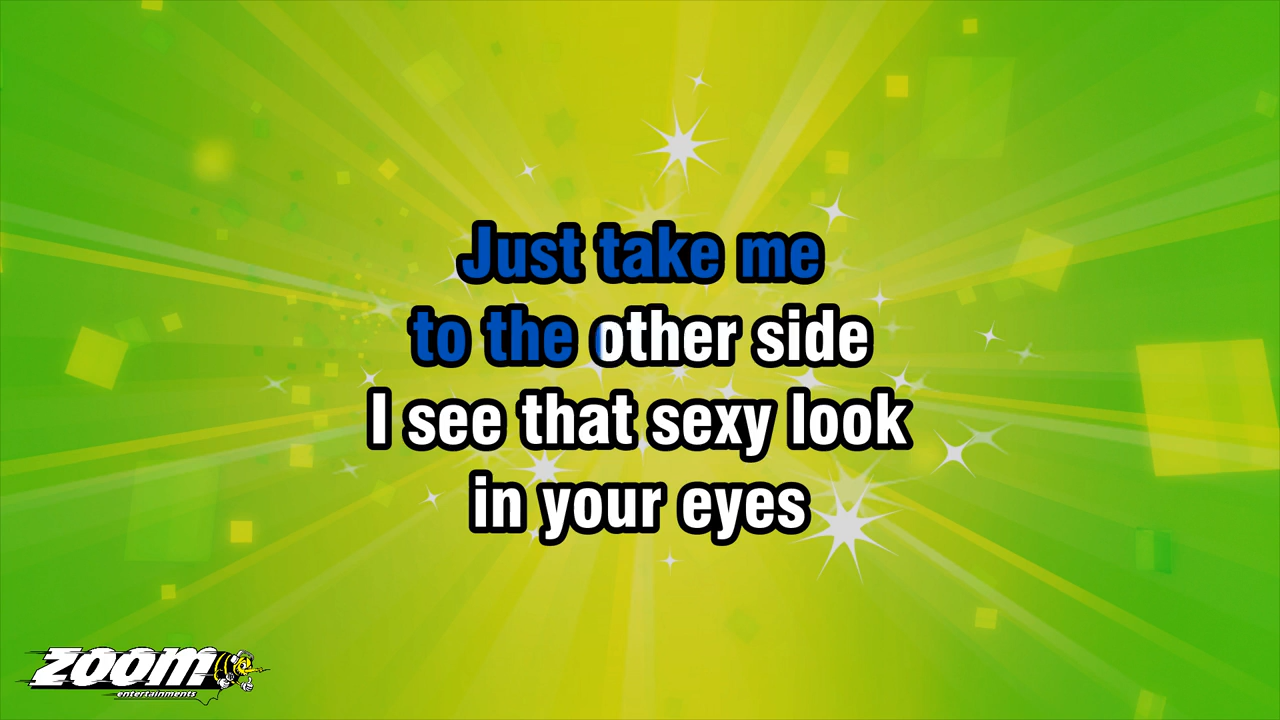 Just take me
to the other side
I see that sexy look
in your eyes
ZOOM
entertainments